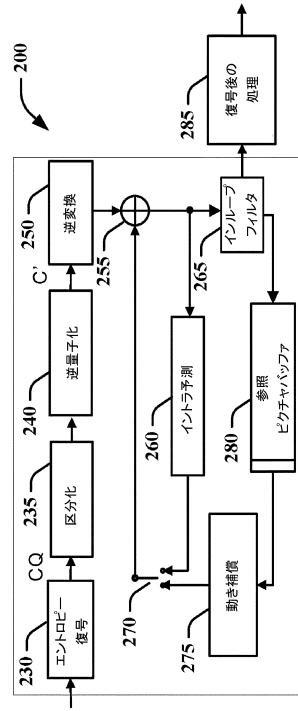 200
230
エントロピー
復号
CQ
235
区分化
240
逆量子化
C'
250
逆変換
255
260
イントラ予測
265
インループ
フィルタ
270
275
動き補償
280
参照
ピクチャバッファ
285
復号後の
処理